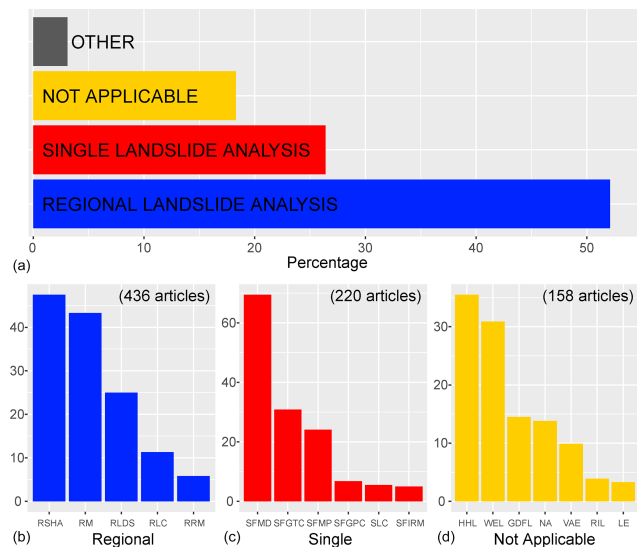 OTHER
NOT APPLICABLE
SINGLE LANDSLIDE ANALYSIS
REGIONAL LANDSLIDE ANALYSIS
0 10 20 30 40 50
(a) Percentage
(436 articles)
40
30
20
10
0
RSHA RM RLDS RLC RRM
(b) Regional
(220 articles)
60
40
20
0
SFMD SFGTC SFMP SFGPC SLC SFIRM
(c) Single
(158 articles)
30
20
10
0
HHL WEL GDFL NA VAE RIL LE
(d) Not Applicable